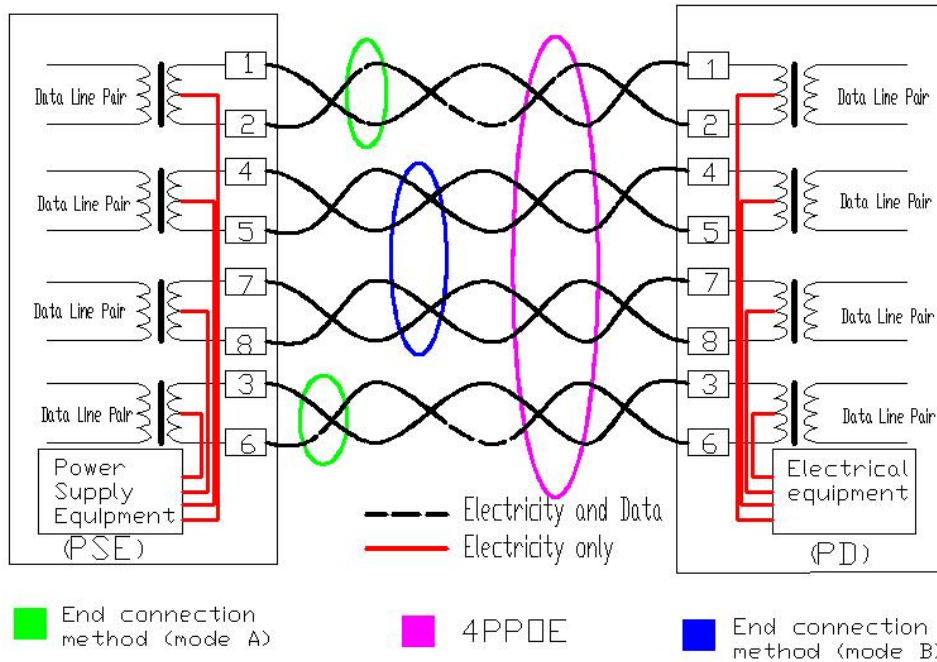 1
1
Data Line Pair
Data Line Pair
2
2
4
4
Data Line Pair
Data Line Pair
5
5
7
7
Data Line Pair
Data Line Pair
8
8
3
3
Data Line Pair
Data Line Pair
6
6
Power
Supply
EquIpment
(PSE)
Electrical
equipment
(PD)
Electricity and Data
Electricity only
End connection
method (mode A)
4PPOE
End connection
method (mode B)